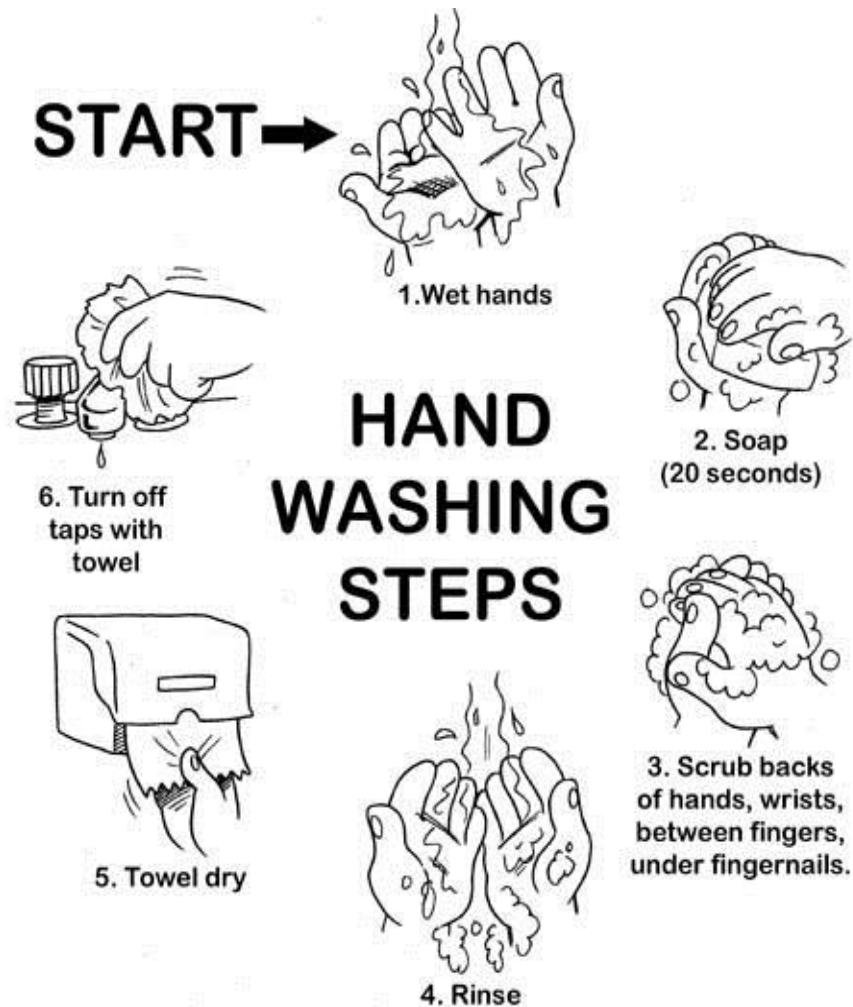 START
1.Wet hands
2. Soap
(20 seconds)
3. Scrub backs
of hands, wrists,
between fingers,
under fingernails.
4. Rinse
5. Towel dry
6. Turn off
taps with
towel
HAND
WASHING
STEPS